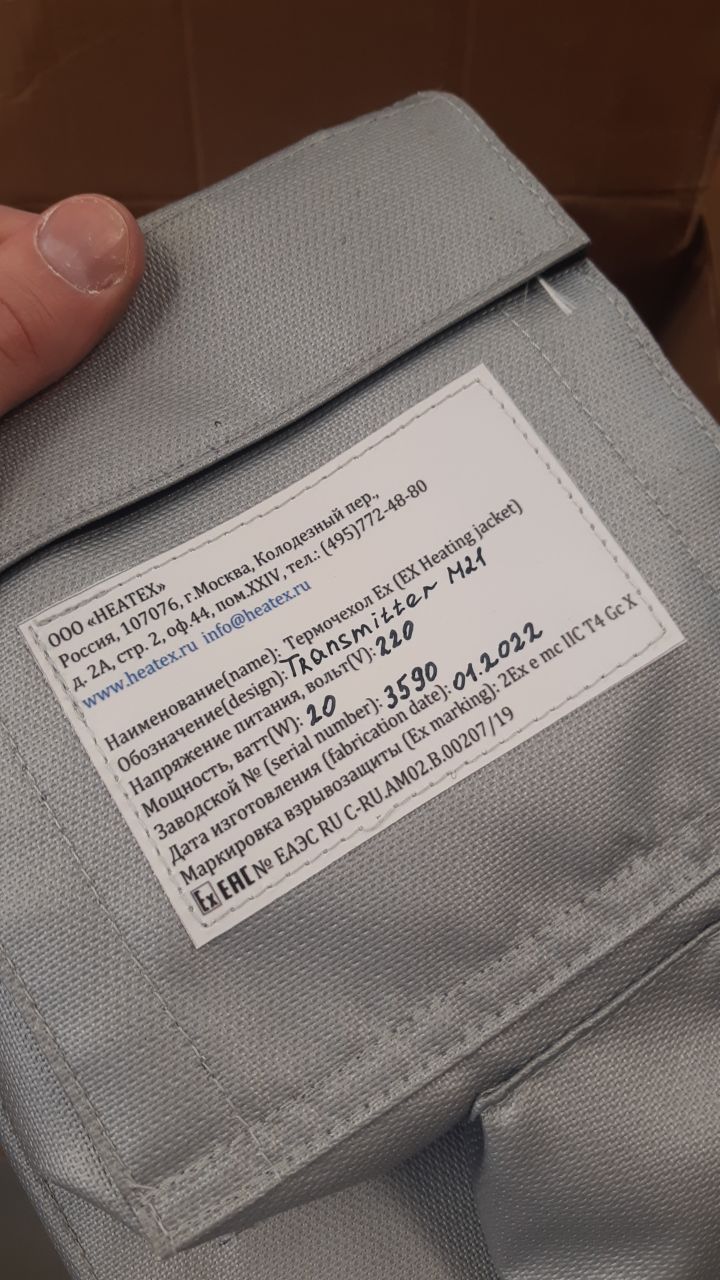 ООО «HEATEX»
Россия, 107076, г.Москва, Колодезный пер.,
д. 2А, стр. 2, оф.44, пом.XXIV, тел.: (495)772-48-80
www.heatex.ru info@heatex.ru
Наименование(name): Термочехол Ex (EX Heating jacket)
Обозначение(design): Transmitter M21
Напряжение питания, вольт(V): 220
Мощность, ватт(W): 20
Заводской № (serial number): 3590
Дата изготовления (fabrication date): 01.2022
Маркировка взрывозащиты (Ex marking): 2Ex e mc IIC T4 Gc X
Ex EAC № ЕАЭС RU C-RU.AM02.B.00207/19